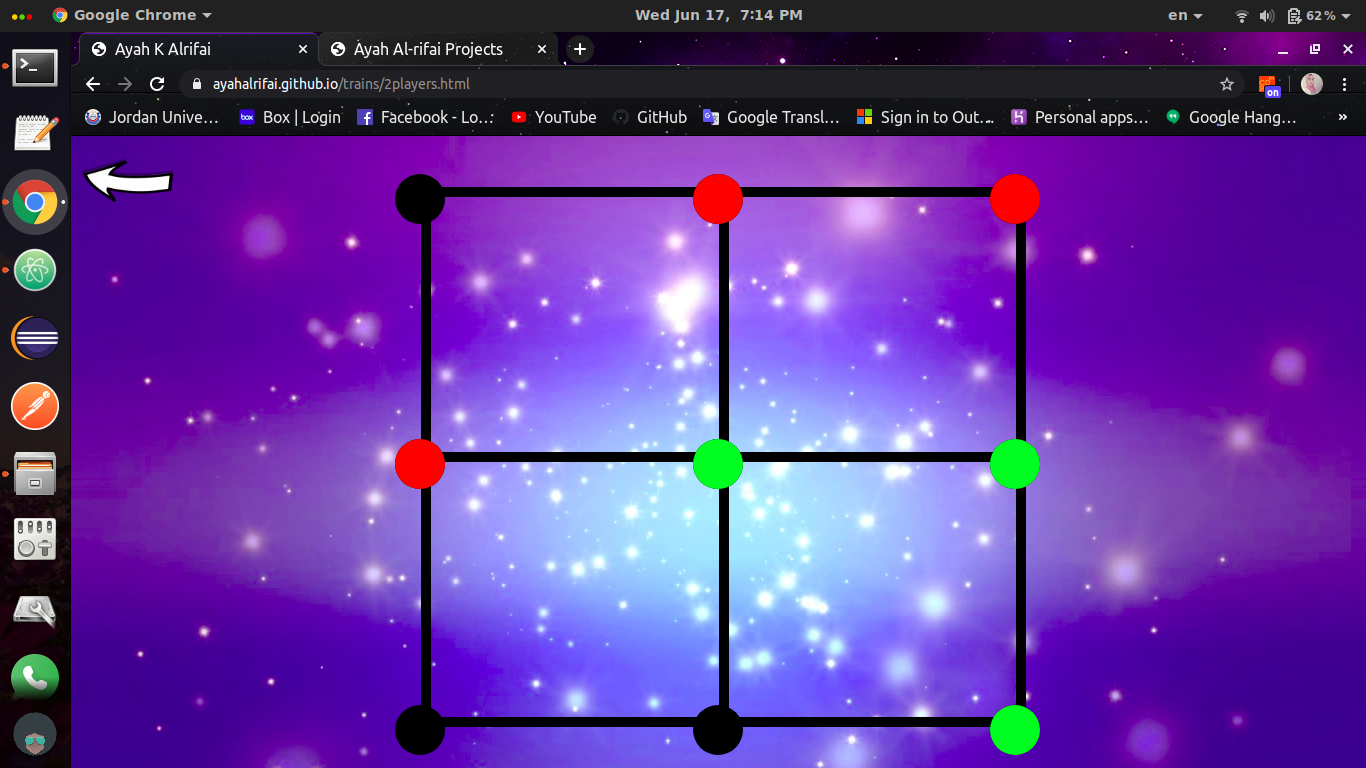 Google Chrome
Wed Jun 17, 7:14 PM
en
62%
Ayah K Alrifai
Ayah Al-rifai Projects
ayahalrifai.github.io/trains/2players.html
on
Jordan Unive...
box
Box | Login
Facebook - Lo...
YouTube
GitHub
Google Transl...
Sign in to Out...
Personal apps...
Google Hang...
»